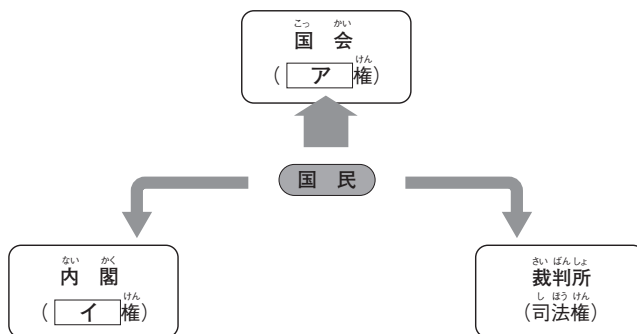 こっ かい
国 会
けん
( ア 権)
国 民
ない かく
内 閣
けん
( イ 権)
さい ばん しょ
裁判所
し ほう けん
(司法権)